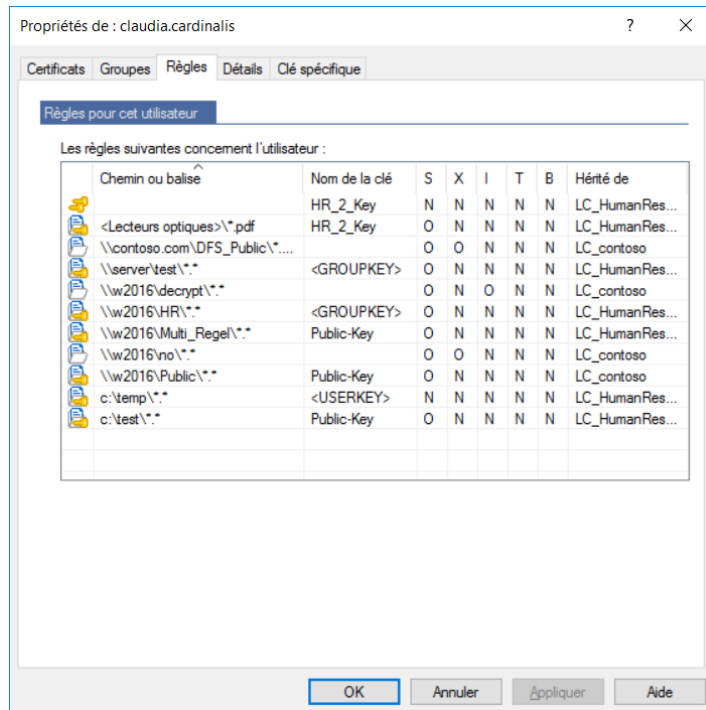 Propriétés de : claudia.cardinalis ? ×
Certificats Groupes Règles Détails Clé spécifique
Règles pour cet utilisateur
Les règles suivantes concernent l'utilisateur :
Chemin ou balise Nom de la clé S X I T B Hérité de
HR_2_Key N N N N N LC_HumanRes...
<Lecteurs optiques>\*.pdf HR_2_Key O N N N N LC_HumanRes...
\\contoso.com\DFS_Public\*.... O O N N N LC_contoso
\\server\test\*.* <GROUPKEY> O N N N N LC_HumanRes...
\\w2016\decrypt\*.* O N O N N LC_contoso
\\w2016\HR\*.* <GROUPKEY> O N N N N LC_HumanRes...
\\w2016\Multi_Regel\*.* Public-Key O N N N N LC_HumanRes...
\\w2016\no\*.* O O N N N LC_contoso
\\w2016\Public\*.* Public-Key O N N N N LC_contoso
c:\temp\*.* <USERKEY> N N N N N LC_HumanRes...
c:\test\*.* Public-Key O N N N N LC_HumanRes...
OK Annuler Appliquer Aide